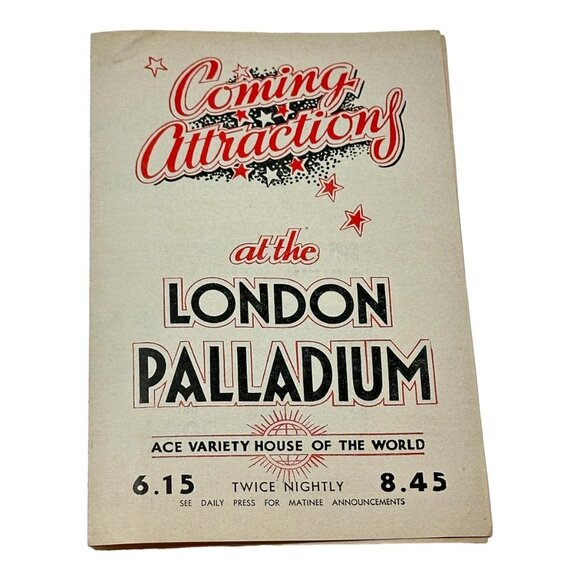 Coming
Attractions
at the
LONDON
PALLADIUM
ACE VARIETY HOUSE OF THE WORLD
6.15 TWICE NIGHTLY 8.45
SEE DAILY PRESS FOR MATINEE ANNOUNCEMENTS